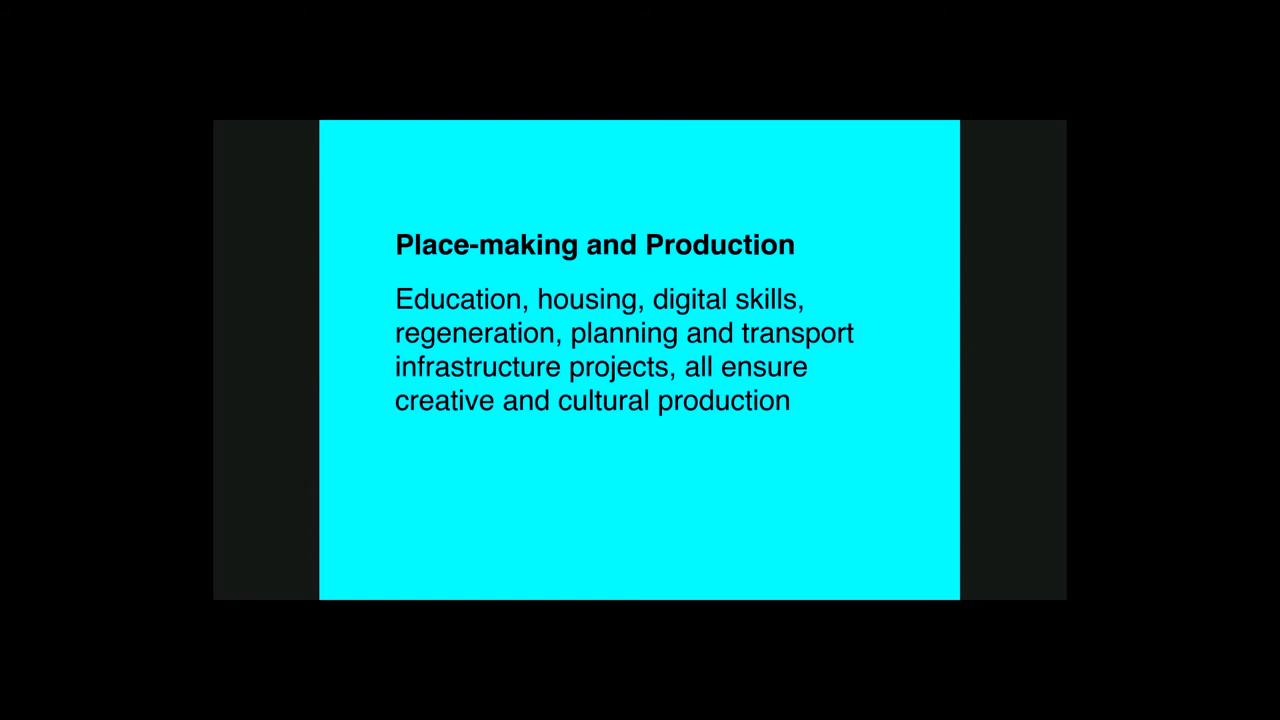 Place-making and Production
Education, housing, digital skills,
regeneration, planning and transport
infrastructure projects, all ensure
creative and cultural production